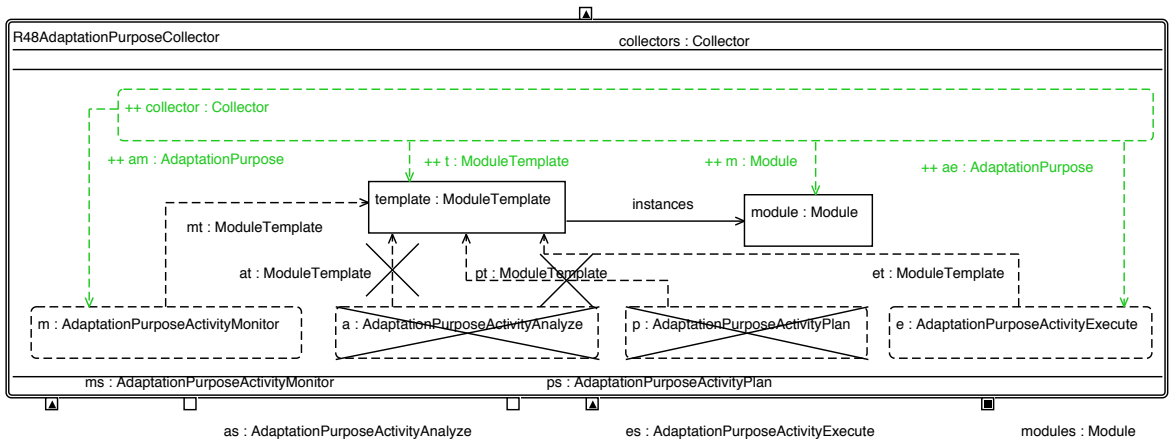 R48AdaptationPurposeCollector
collectors : Collector
++ collector : Collector
++ am : AdaptationPurpose
++ t : ModuleTemplate
++ m : Module
++ ae : AdaptationPurpose
template : ModuleTemplate
instances
module : Module
mt : ModuleTemplate
at : ModuleTemplate
pt : ModuleTemplate
et : ModuleTemplate
m : AdaptationPurposeActivityMonitor
a : AdaptationPurposeActivityAnalyze
p : AdaptationPurposeActivityPlan
e : AdaptationPurposeActivityExecute
ms : AdaptationPurposeActivityMonitor
ps : AdaptationPurposeActivityPlan
as : AdaptationPurposeActivityAnalyze
es : AdaptationPurposeActivityExecute
modules : Module